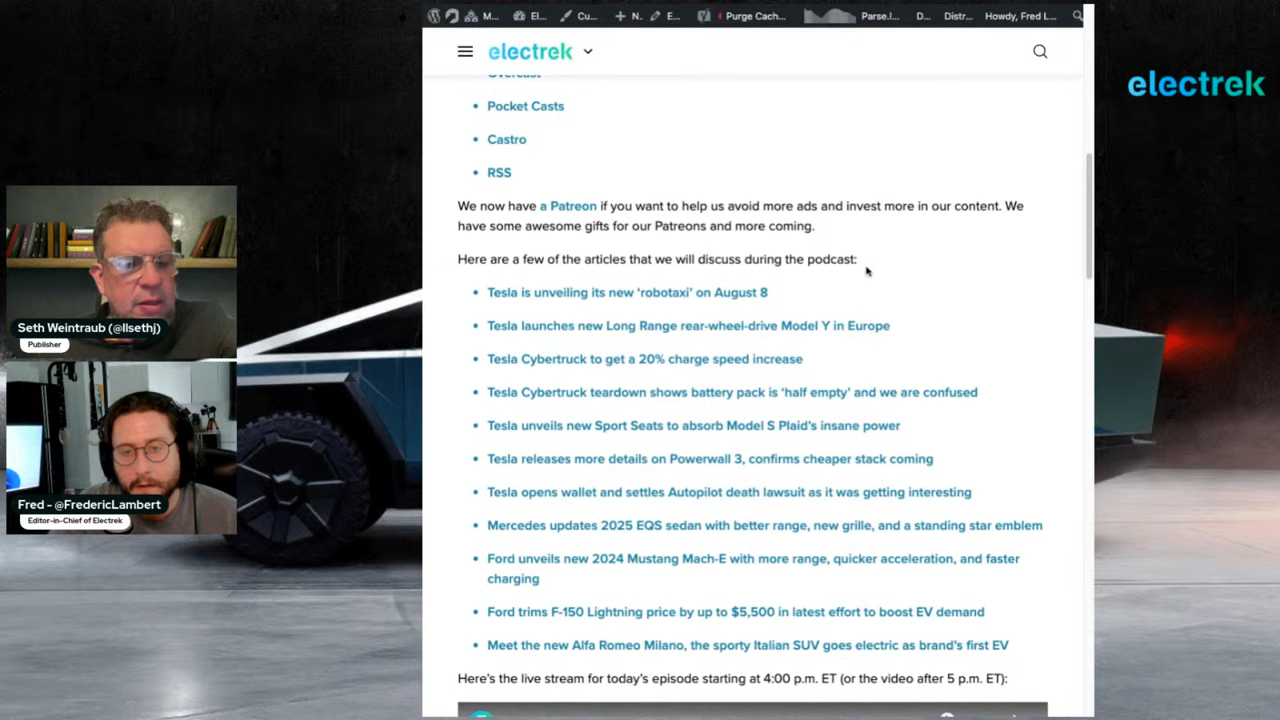 M...
El...
Cu...
N.
E...
Purge Cach...
Parse.l...
D...
Distr...
Howdy, Fred L...
electrek
electrek
Overcast
Pocket Casts
Castro
RSS
We now have a Patreon if you want to help us avoid more ads and invest more in our content. We
have some awesome gifts for our Patreons and more coming.
Here are a few of the articles that we will discuss during the podcast:
Tesla is unveiling its new ‘robotaxi’ on August 8
Tesla launches new Long Range rear-wheel-drive Model Y in Europe
Tesla Cybertruck to get a 20% charge speed increase
Tesla Cybertruck teardown shows battery pack is ‘half empty’ and we are confused
Tesla unveils new Sport Seats to absorb Model S Plaid’s insane power
Tesla releases more details on Powerwall 3, confirms cheaper stack coming
Tesla opens wallet and settles Autopilot death lawsuit as it was getting interesting
Mercedes updates 2025 EQS sedan with better range, new grille, and a standing star emblem
Ford unveils new 2024 Mustang Mach-E with more range, quicker acceleration, and faster
charging
Ford trims F-150 Lightning price by up to $5,500 in latest effort to boost EV demand
Meet the new Alfa Romeo Milano, the sporty Italian SUV goes electric as brand’s first EV
Here’s the live stream for today’s episode starting at 4:00 p.m. ET (or the video after 5 p.m. ET):
Seth Weintraub (@llsethj)
Publisher
Fred - @FredericLambert
Editor-in-Chief of Electrek